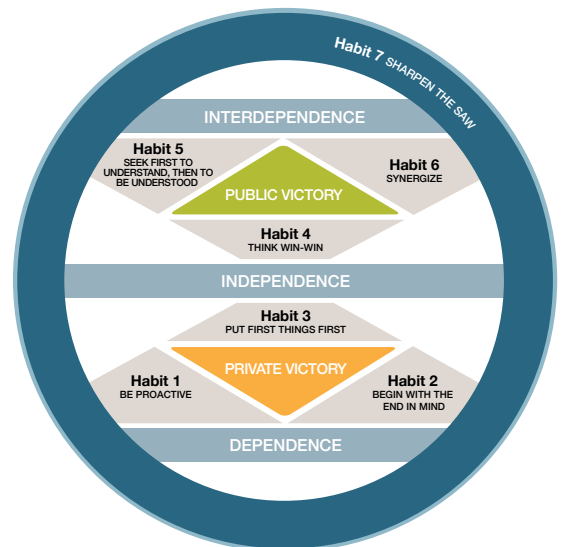 Habit 7 SHARPEN THE SAW
INTERDEPENDENCE
Habit 5
SEEK FIRST TO
UNDERSTAND, THEN TO
BE UNDERSTOOD
Habit 6
SYNERGIZE
PUBLIC VICTORY
Habit 4
THINK WIN-WIN
INDEPENDENCE
Habit 3
PUT FIRST THINGS FIRST
PRIVATE VICTORY
Habit 1
BE PROACTIVE
Habit 2
BEGIN WITH THE
END IN MIND
DEPENDENCE